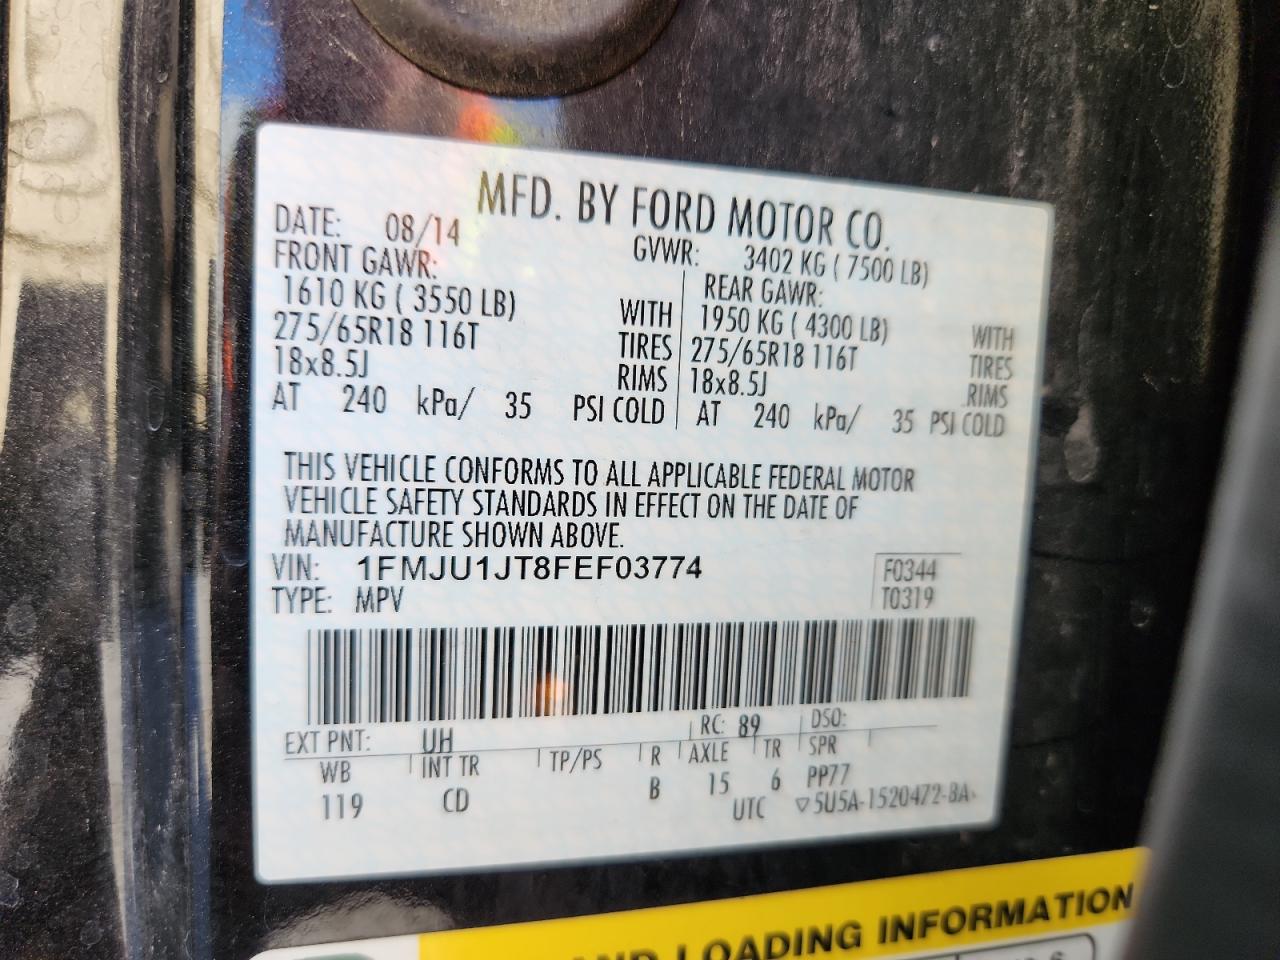 MFD. BY FORD MOTOR CO.
DATE: 08/14 GVWR: 3402 KG ( 7500 LB)
FRONT GAWR: REAR GAWR:
1610 KG ( 3550 LB) WITH 1950 KG ( 4300 LB) WITH
275/65R18 116T TIRES 275/65R18 116T TIRES
18x8.5J RIMS 18x8.5J RIMS
AT 240 kPa/ 35 PSI COLD AT 240 kPa/ 35 PSI COLD
THIS VEHICLE CONFORMS TO ALL APPLICABLE FEDERAL MOTOR
VEHICLE SAFETY STANDARDS IN EFFECT ON THE DATE OF
MANUFACTURE SHOWN ABOVE.
VIN: 1FMJU1JT8FEF03774 F0344
TYPE: MPV T0319
EXT PNT: UH RC: 89 DSO:
WB INT TR TP/PS R AXLE TR SPR
119 CD B 15 6 PP77
UTC ▽5U5A-1520472-BA
AND LOADING INFORMATION